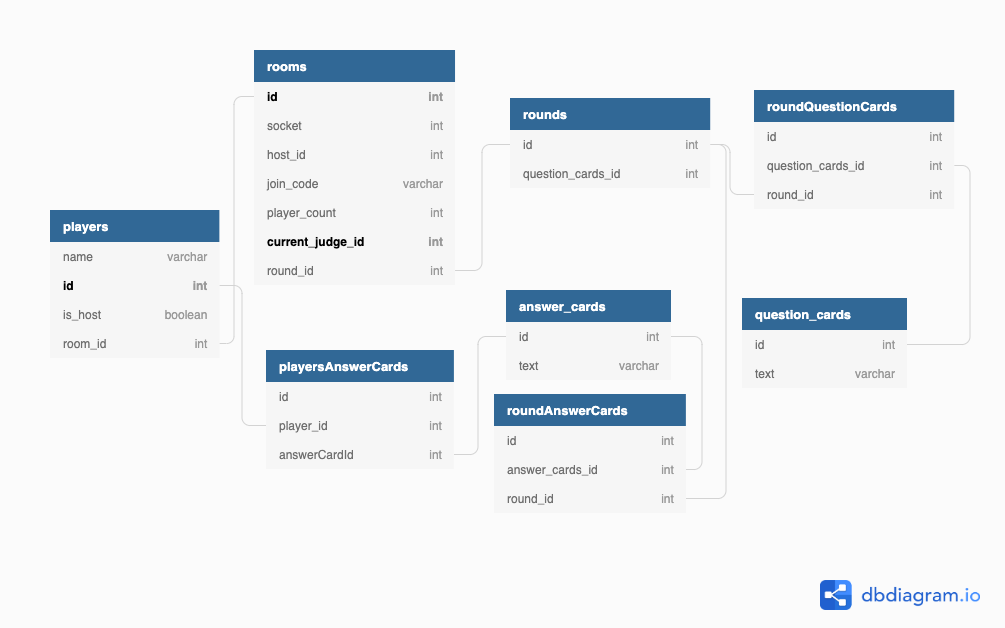 players
name varchar
id int
is_host boolean
room_id int
rooms
id int
socket int
host_id int
join_code varchar
player_count int
current_judge_id int
round_id int
playersAnswerCards
id int
player_id int
answerCardId int
rounds
id int
question_cards_id int
answer_cards
id int
text varchar
roundAnswerCards
id int
answer_cards_id int
round_id int
roundQuestionCards
id int
question_cards_id int
round_id int
question_cards
id int
text varchar
dbdiagram.io